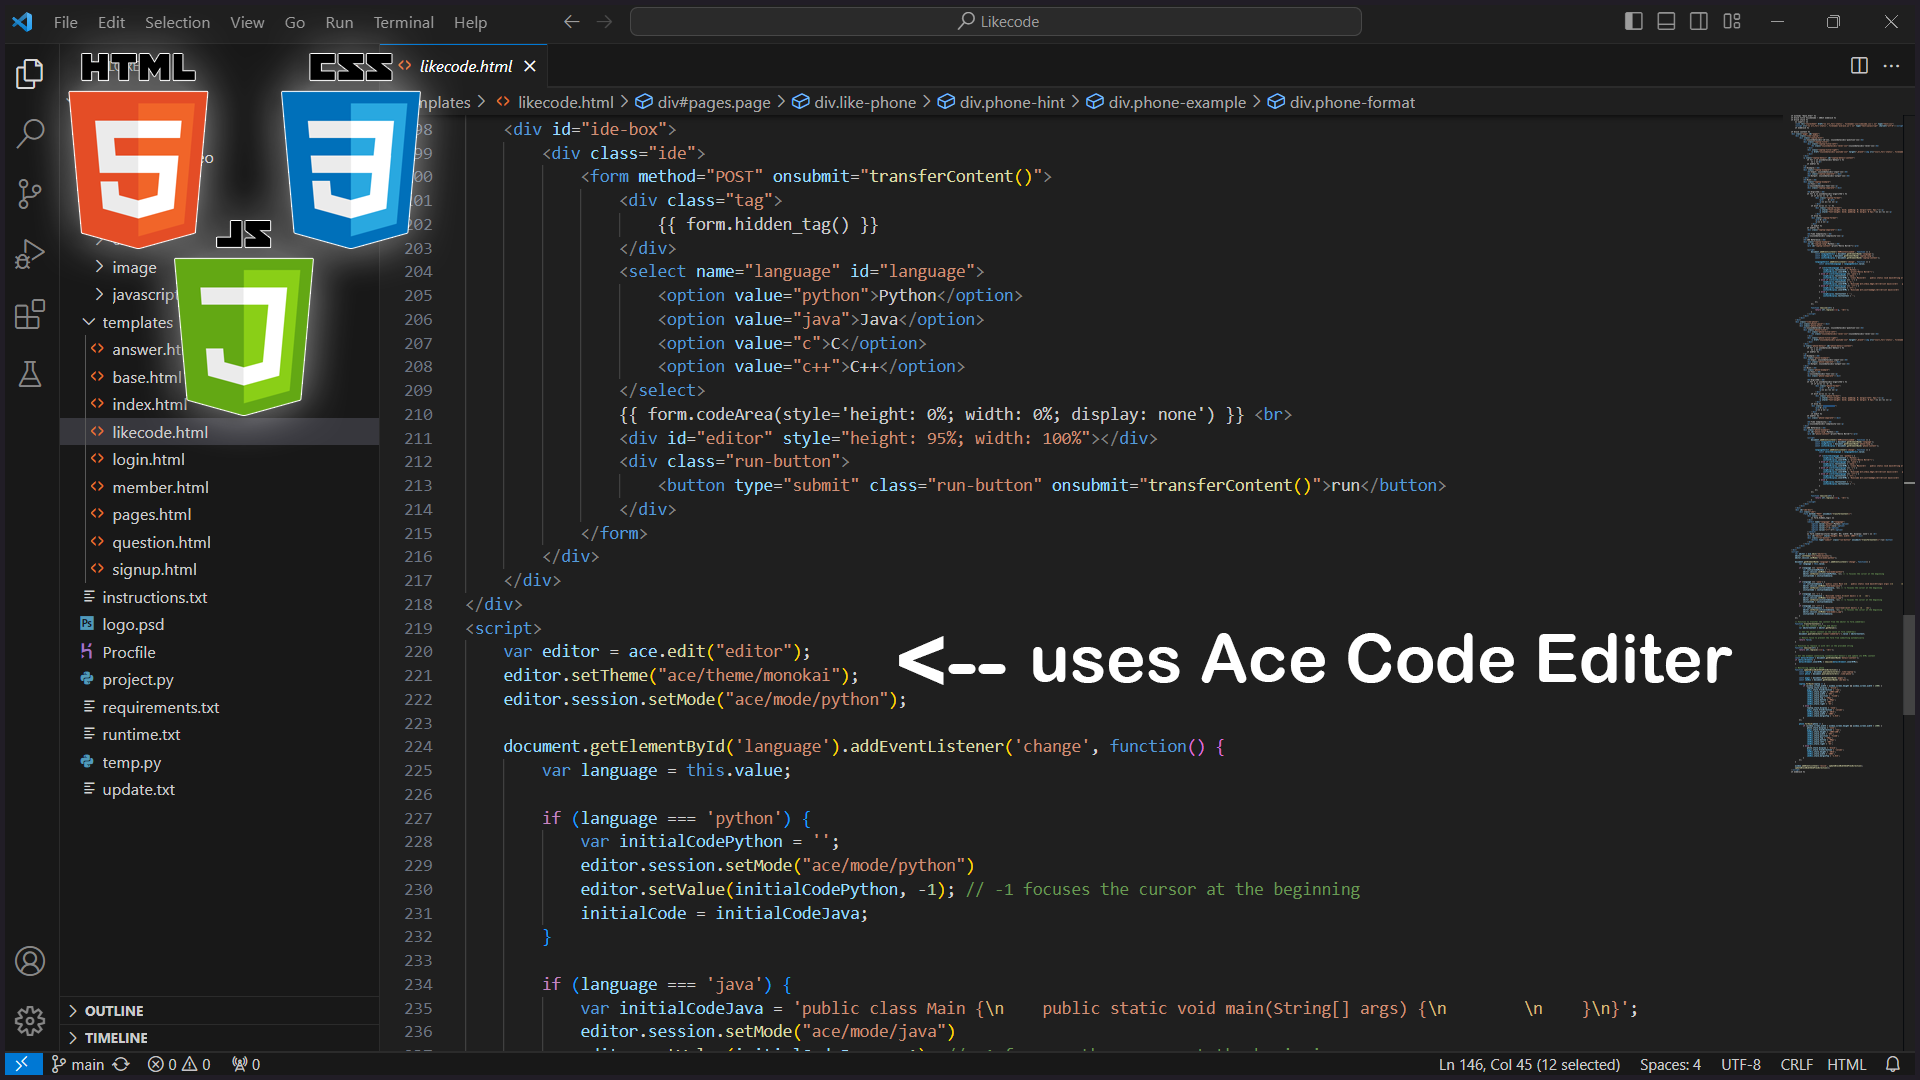 File Edit Selection View Go Run Terminal Help
Likecode
HTML
CSS
JS
image
javascript
templates
answer.ht
base.html
index.html
likecode.html
login.html
member.html
pages.html
question.html
signup.html
instructions.txt
logo.psd
Procfile
project.py
requirements.txt
runtime.txt
temp.py
update.txt
OUTLINE
TIMELINE
likecode.html
mplates > likecode.html > div#pages.page > div.like-phone > div.phone-hint > div.phone-example > div.phone-format
98 <div id="ide-box">
99 <div class="ide">
00 <form method="POST" onsubmit="transferContent()">
01 <div class="tag">
02 {{ form.hidden_tag() }}
203 </div>
204 <select name="language" id="language">
205 <option value="python">Python</option>
206 <option value="java">Java</option>
207 <option value="c">C</option>
208 <option value="c++">C++</option>
209 </select>
210 {{ form.codeArea(style='height: 0%; width: 0%; display: none') }} <br>
211 <div id="editor" style="height: 95%; width: 100%"></div>
212 <div class="run-button">
213 <button type="submit" class="run-button" onsubmit="transferContent()">run</button>
214 </div>
215 </form>
216 </div>
217 </div>
218 </div>
219 <script>
220 var editor = ace.edit("editor");
221 editor.setTheme("ace/theme/monokai");
222 editor.session.setMode("ace/mode/python");
<-- uses Ace Code Editer
223
224 document.getElementById('language').addEventListener('change', function() {
225 var language = this.value;
226
227 if (language === 'python') {
228 var initialCodePython = '';
229 editor.session.setMode("ace/mode/python")
230 editor.setValue(initialCodePython, -1); // -1 focuses the cursor at the beginning
231 initialCode = initialCodeJava;
232 }
233
234 if (language === 'java') {
235 var initialCodeJava = 'public class Main {\n    public static void main(String[] args) {\n        \n    }\n}';
236 editor.session.setMode("ace/mode/java")
main 0 0 0
Ln 146, Col 45 (12 selected) Spaces: 4 UTF-8 CRLF HTML